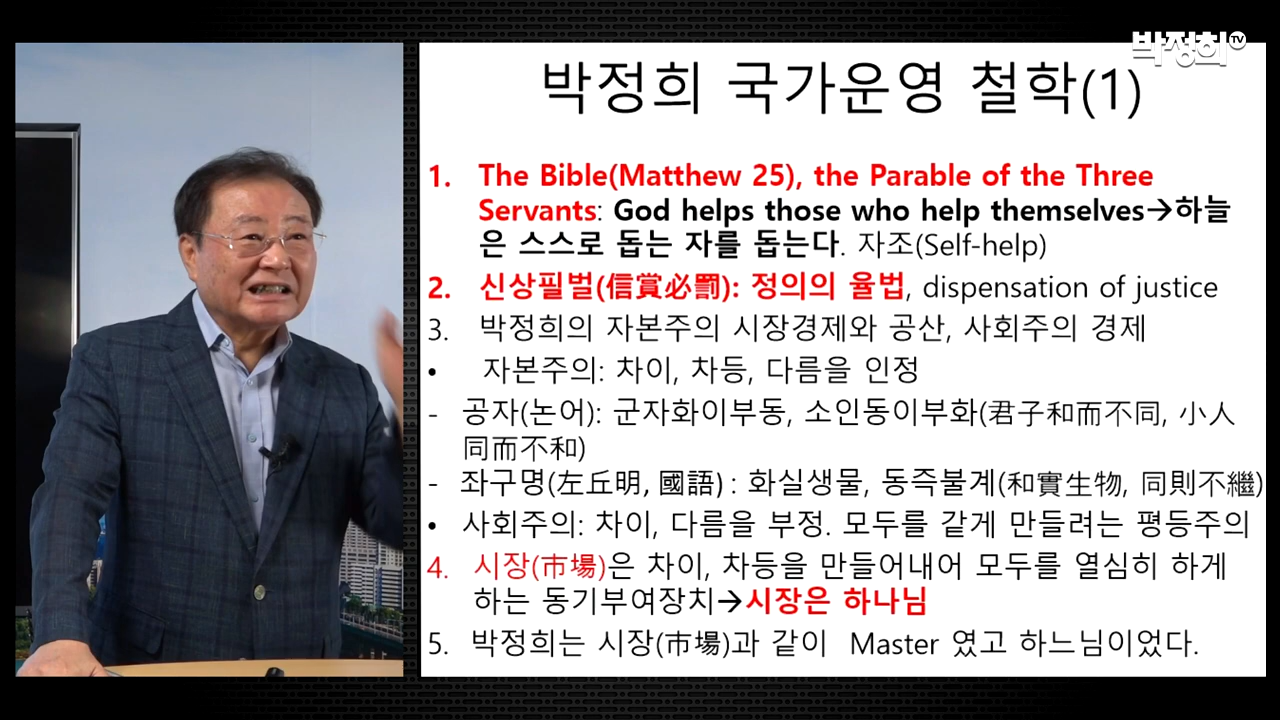 박정희TV
박정희 국가운영 철학(1)
1. The Bible(Matthew 25), the Parable of the Three
Servants: God helps those who help themselves→하늘
은 스스로 돕는 자를 돕는다. 자조(Self-help)
2. 신상필벌(信賞必罰): 정의의 율법, dispensation of justice
3. 박정희의 자본주의 시장경제와 공산, 사회주의 경제
• 자본주의: 차이, 차등, 다름을 인정
- 공자(논어): 군자화이부동, 소인동이부화(君子和而不同, 小人
同而不和)
- 좌구명(左丘明, 國語) : 화실생물, 동즉불계(和實生物, 同則不繼)
• 사회주의: 차이, 다름을 부정. 모두를 같게 만들려는 평등주의
4. 시장(市場)은 차이, 차등을 만들어내어 모두를 열심히 하게
하는 동기부여장치→시장은 하나님
5. 박정희는 시장(市場)과 같이 Master 였고 하느님이었다.